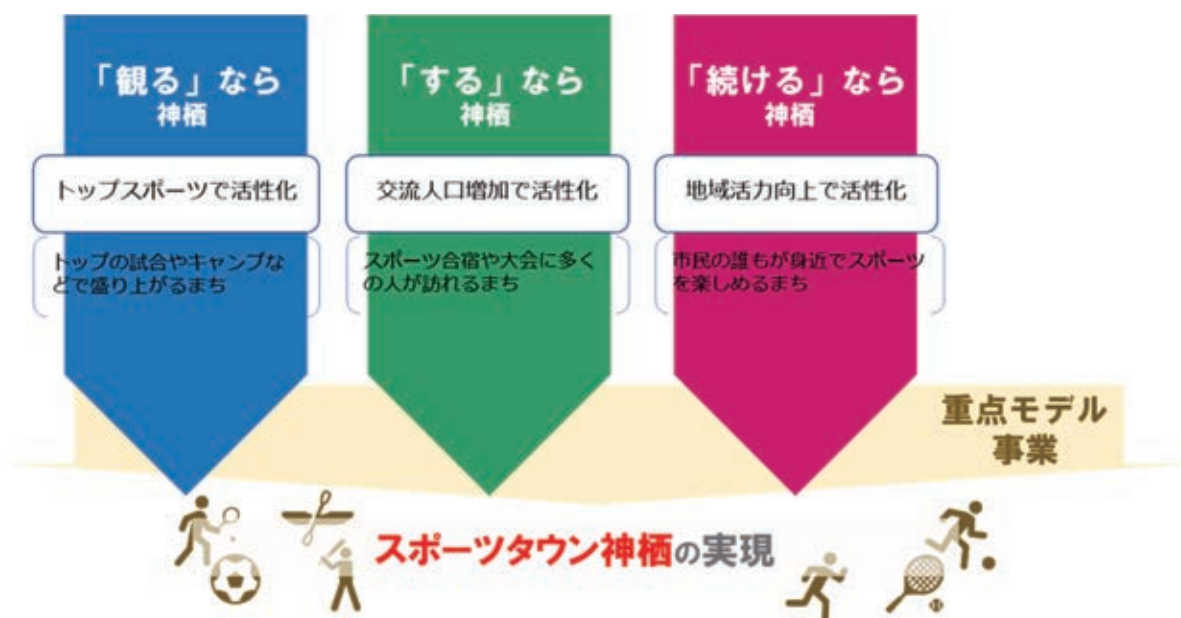 「観る」なら
神栖
トップスポーツで活性化
トップの試合やキャンプな
どで盛り上がるまち
「する」なら
神栖
交流人口増加で活性化
スポーツ合宿や大会に多く
の人が訪れるまち
「続ける」なら
神栖
地域活力向上で活性化
市民の誰もが身近でスポーツ
を楽しめるまち
重点モデル
事業
スポーツタウン神栖の実現